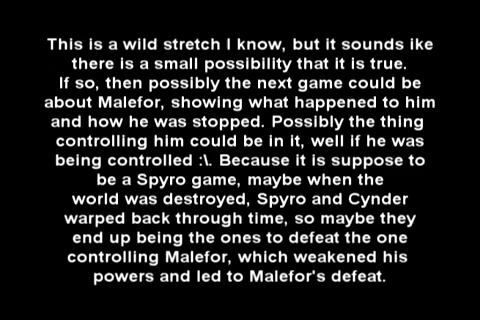 This is a wild stretch I know, but it sounds ike
there is a small possibility that it is true.
If so, then possibly the next game could be
about Malefor, showing what happened to him
and how he was stopped. Possibly the thing
controlling him could be in it, well if he was
being controlled :\. Because it is suppose to
be a Spyro game, maybe when the
world was destroyed, Spyro and Cynder
warped back through time, so maybe they
end up being the ones to defeat the one
controlling Malefor, which weakened his
powers and led to Malefor's defeat.